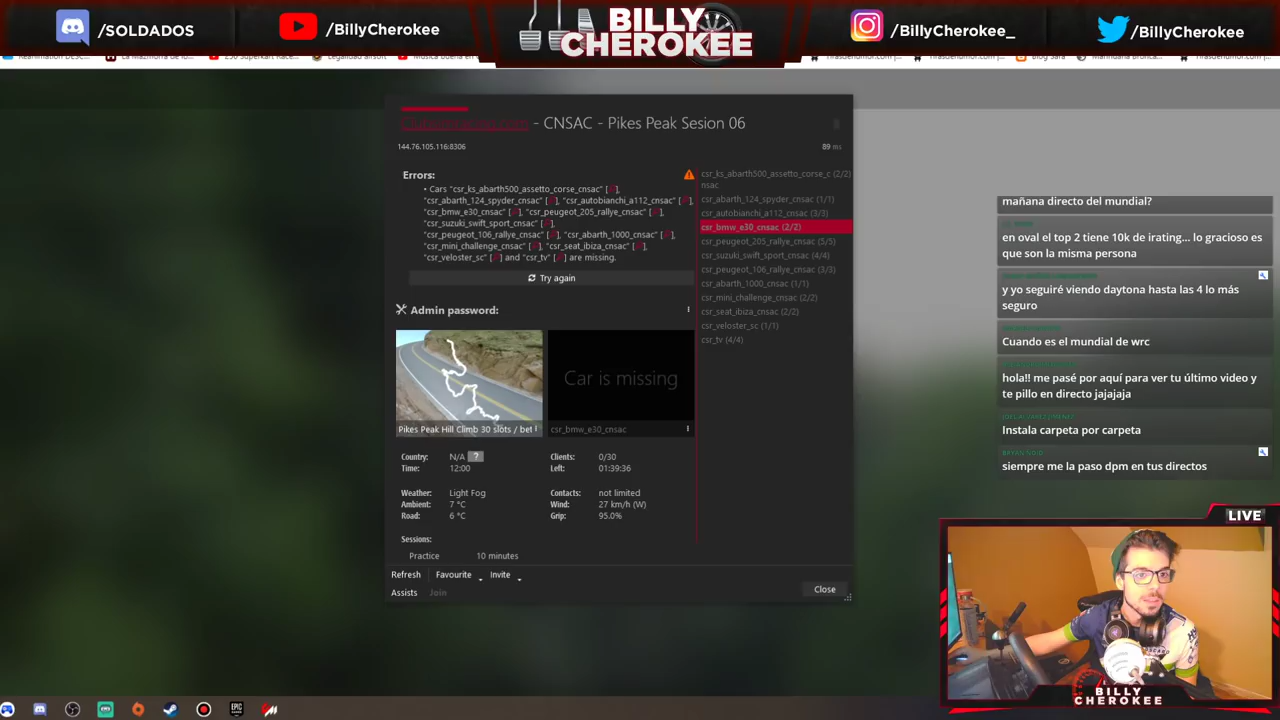 /SOLDADOS
/BillyCherokee
BILLY
CHEROKEE
/BillyCherokee_
/BillyCherokee
- CNSAC - Pikes Peak Sesion 06
144.76.105.116:8306
89 ms
Errors:
• Cars "csr_ks_abarth500_assetto_corse_cnsac" [
"csr_abarth_124_spyder_cnsac" [ ], "csr_autobianchi_a112_cnsac" [ ],
"csr_bmw_e30_cnsac" [ ], "csr_peugeot_205_rallye_cnsac" [ ],
"csr_suzuki_swift_sport_cnsac" [ ],
"csr_peugeot_106_rallye_cnsac" [ ], "csr_abarth_1000_cnsac" [ ],
"csr_mini_challenge_cnsac" [ ], "csr_seat_ibiza_cnsac" [ ],
"csr_veloster_sc" [ ] and "csr_tv" [ ] are missing.
Try again
Admin password:
Pikes Peak Hill Climb 30 slots / bet
Car is missing
csr_bmw_e30_cnsac
Country: N/A ?
Time: 12:00
Clients: 0/30
Left: 01:39:36
Weather: Light Fog
Ambient: 7 °C
Road: 6 °C
Contacts: not limited
Wind: 27 km/h (W)
Grip: 95.0%
Sessions:
Practice 10 minutes
Refresh Favourite Invite
Assists Join
Close
csr_ks_abarth500_assetto_corse_c (2/2)
nsac
csr_abarth_124_spyder_cnsac (1/1)
csr_autobianchi_a112_cnsac (3/3)
csr_bmw_e30_cnsac (2/2)
csr_peugeot_205_rallye_cnsac (5/5)
csr_suzuki_swift_sport_cnsac (4/4)
csr_peugeot_106_rallye_cnsac (3/3)
csr_abarth_1000_cnsac (1/1)
csr_mini_challenge_cnsac (2/2)
csr_seat_ibiza_cnsac (2/2)
csr_veloster_sc (1/1)
csr_tv (4/4)
mañana directo del mundial?
en oval el top 2 tiene 10k de irating... lo gracioso es
que son la misma persona
y yo seguiré viendo daytona hasta las 4 lo más
seguro
Cuando es el mundial de wrc
hola!! me pasé por aquí para ver tu último video y
te pillo en directo jajajaja
Instala carpeta por carpeta
siempre me la paso dpm en tus directos
LIVE
BILLY
CHEROKEE